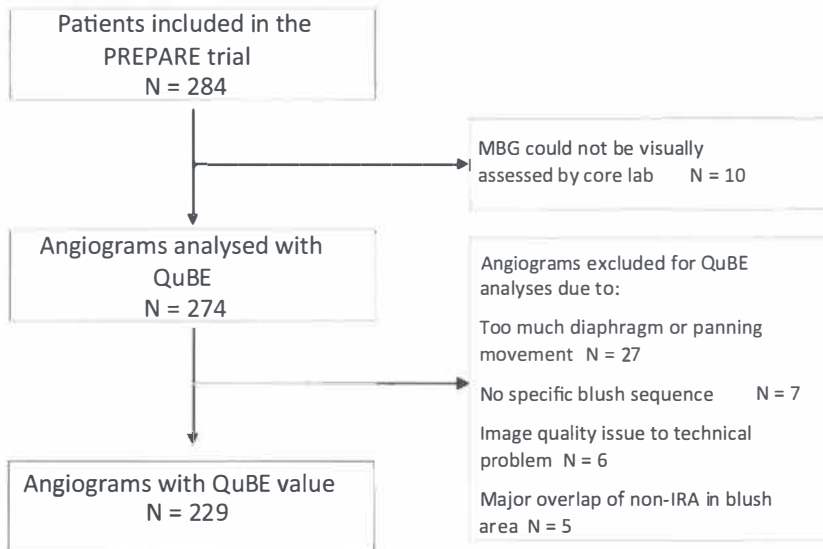 Patients included in the
PREPARE trial
N = 284
MBG could not be visually
assessed by core lab N = 10
Angiograms analysed with
QuBE
N = 274
Angiograms excluded for QuBE
analyses due to:
Too much diaphragm or panning
movement N = 27
No specific blush sequence N = 7
Image quality issue to technical
problem N = 6
Major overlap of non-IRA in blush
area N = 5
Angiograms with QuBE value
N = 229